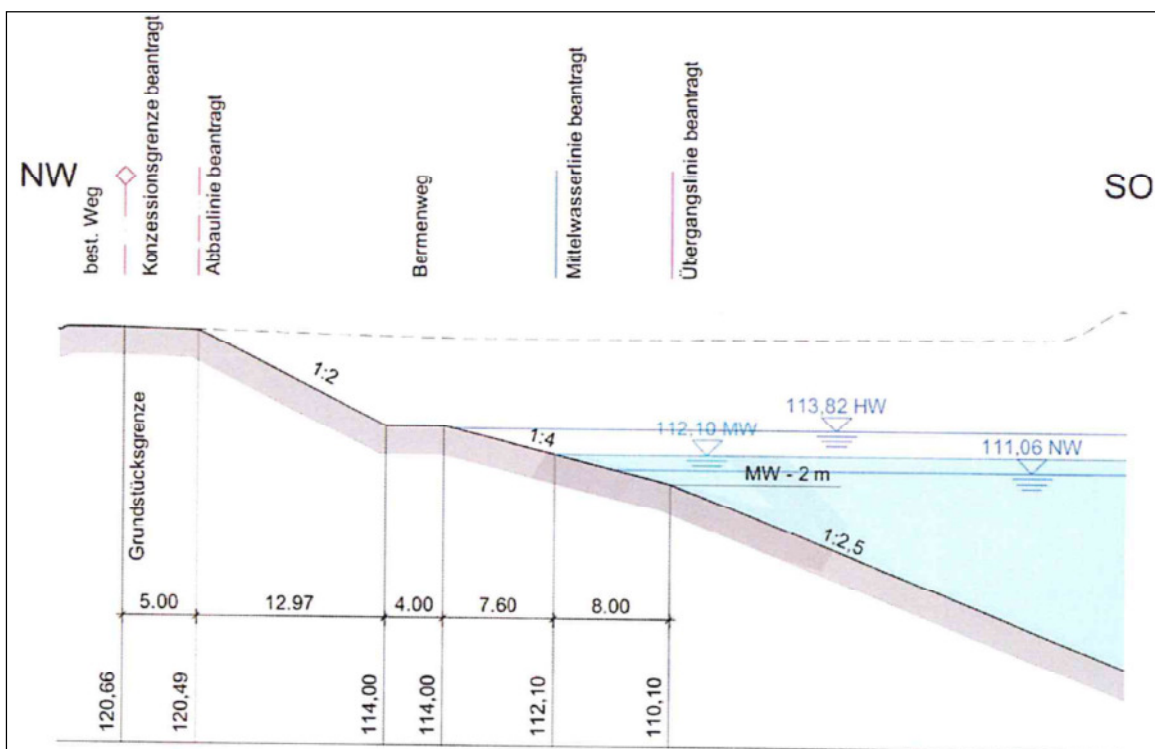 NW
best. Weg
Konzessionsgrenze beantragt
Abbaulinie beantragt
Bermenweg
Mittelwasserlinie beantragt
Übergangslinie beantragt
SO
1:2
1:4
113,82 HW
112,10 MW
111,06 NW
MW - 2 m
1:2,5
Grundstücksgrenze
5.00
12.97
4.00
7.60
8.00
120,66
120,49
114,00
114,00
112,10
110,10